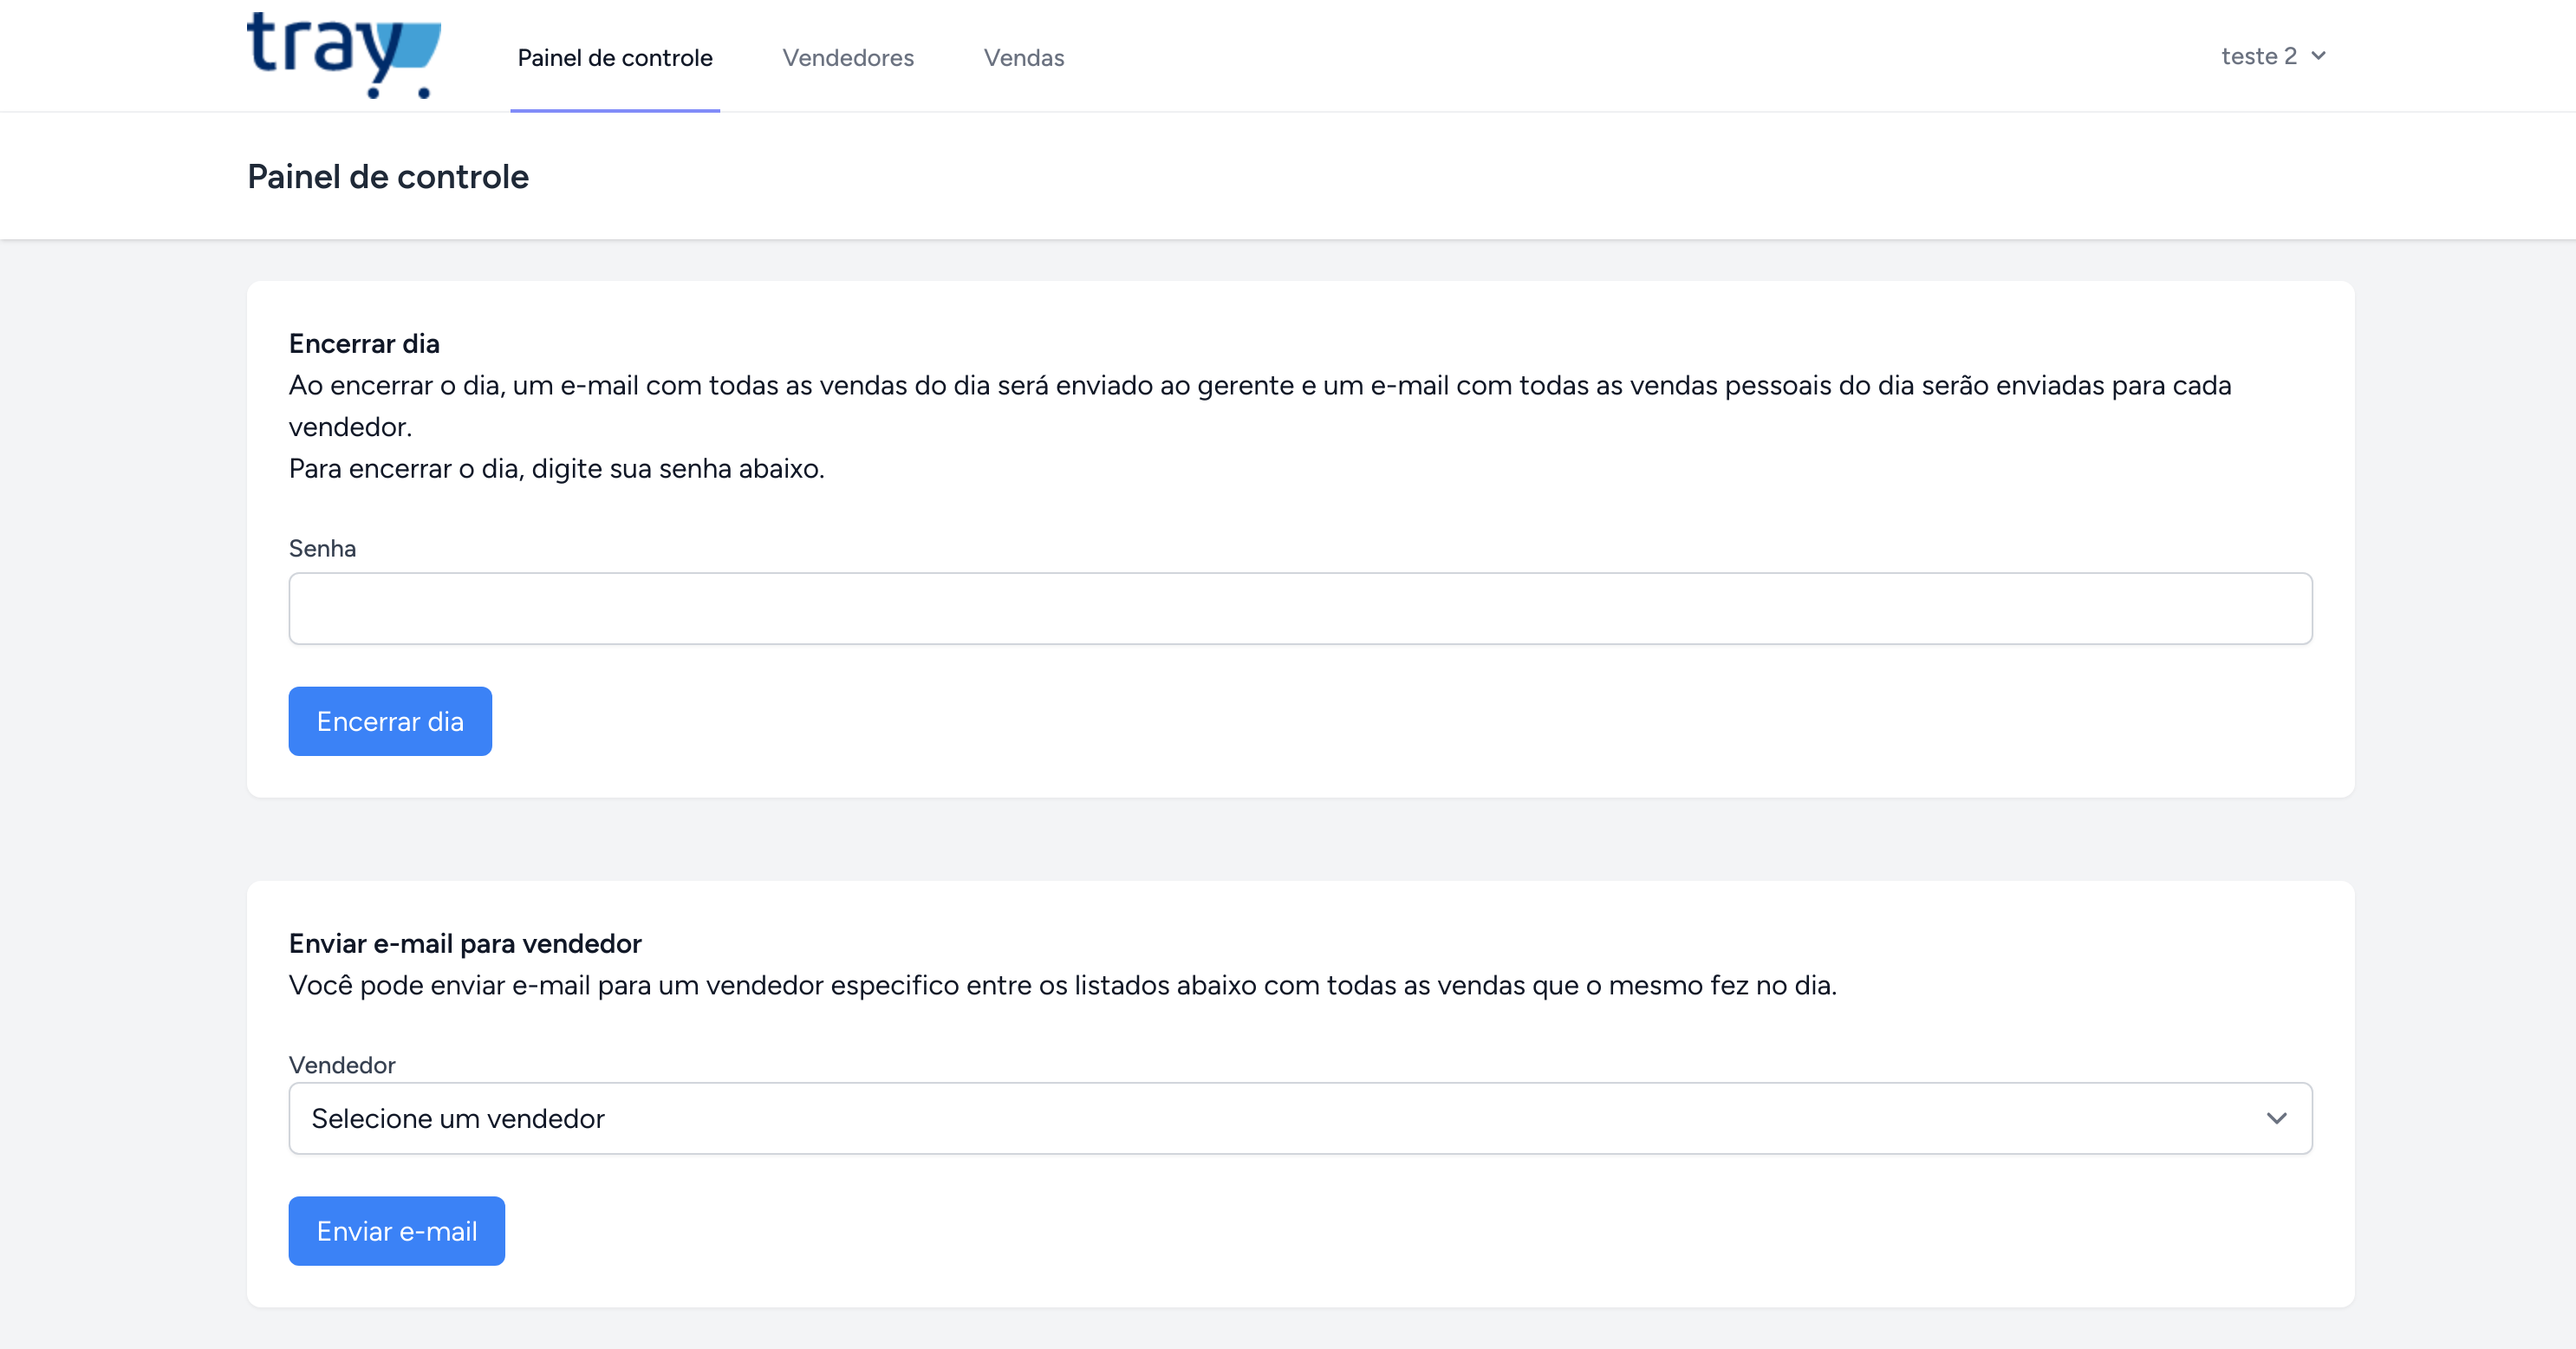 tray
Painel de controle
Vendedores
Vendas
teste 2
Painel de controle
Encerrar dia
Ao encerrar o dia, um e-mail com todas as vendas do dia será enviado ao gerente e um e-mail com todas as vendas pessoais do dia serão enviadas para cada
vendedor.
Para encerrar o dia, digite sua senha abaixo.
Senha
Encerrar dia
Enviar e-mail para vendedor
Você pode enviar e-mail para um vendedor especifico entre os listados abaixo com todas as vendas que o mesmo fez no dia.
Vendedor
Selecione um vendedor
Enviar e-mail